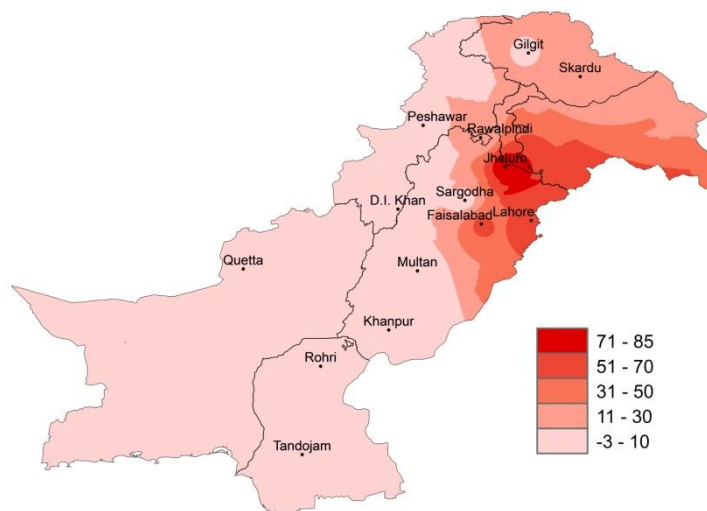 Gilgit
Skardu
Peshawar
Rawalpindi
Jhelum
Sargodha
D.I. Khan
Faisalabad
Lahore
Quetta
Multan
Khanpur
Rohri
Tandojam
71 - 85
51 - 70
31 - 50
11 - 30
-3 - 10